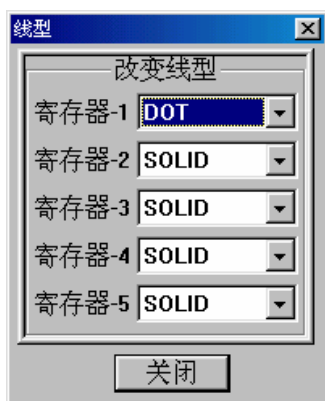 线型
改变线型
寄存器-1 DOT
寄存器-2 SOLID
寄存器-3 SOLID
寄存器-4 SOLID
寄存器-5 SOLID
关闭